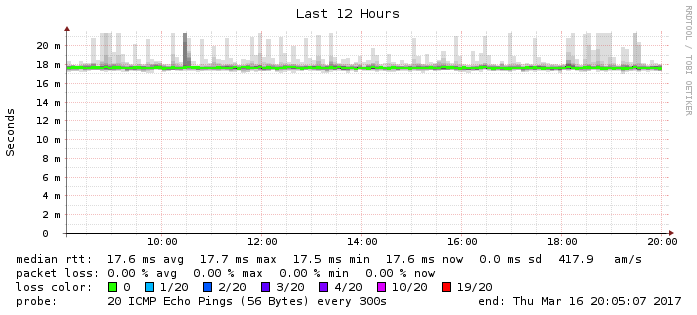 Last 12 Hours
RRDTOOL / TOBI OETIKER
Seconds
20 m
18 m
16 m
14 m
12 m
10 m
8 m
6 m
4 m
2 m
0
10:00 12:00 14:00 16:00 18:00 20:00
median rtt: 17.6 ms avg 17.7 ms max 17.5 ms min 17.6 ms now 0.0 ms sd 417.9 am/s
packet loss: 0.00 % avg 0.00 % max 0.00 % min 0.00 % now
loss color: 0 1/20 2/20 3/20 4/20 10/20 19/20
probe: 20 ICMP Echo Pings (56 Bytes) every 300s end: Thu Mar 16 20:05:07 2017